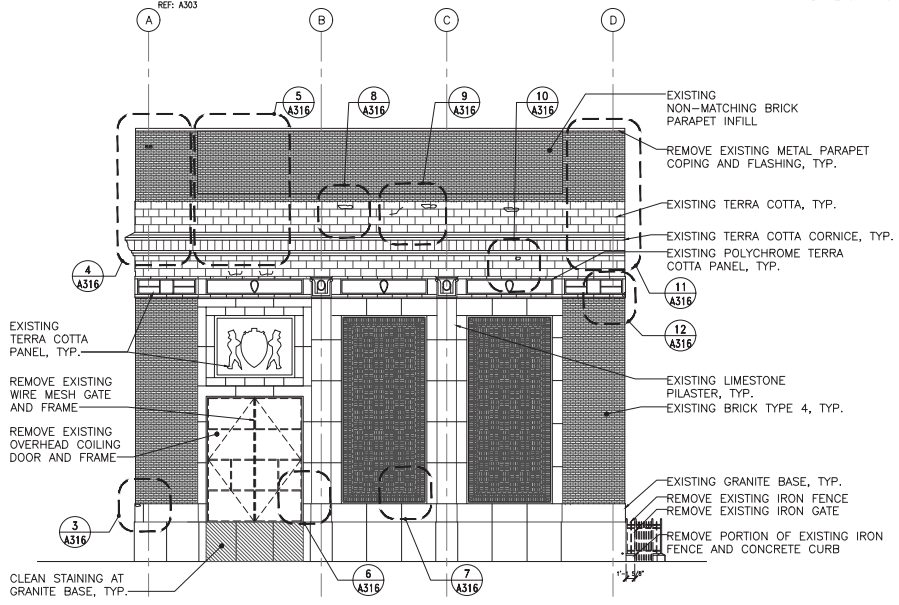 REF: A303
A
B
C
D
5
A316
8
A316
9
A316
10
A316
EXISTING
NON-MATCHING BRICK
PARAPET INFILL
REMOVE EXISTING METAL PARAPET
COPING AND FLASHING, TYP.
EXISTING TERRA COTTA, TYP.
EXISTING TERRA COTTA CORNICE, TYP.
EXISTING POLYCHROME TERRA
COTTA PANEL, TYP.
4
A316
11
A316
12
A316
EXISTING
TERRA COTTA
PANEL, TYP.
REMOVE EXISTING
WIRE MESH GATE
AND FRAME
REMOVE EXISTING
OVERHEAD COILING
DOOR AND FRAME
EXISTING LIMESTONE
PILASTER, TYP.
EXISTING BRICK TYPE 4, TYP.
EXISTING GRANITE BASE, TYP.
REMOVE EXISTING IRON FENCE
REMOVE EXISTING IRON GATE
REMOVE PORTION OF EXISTING IRON
FENCE AND CONCRETE CURB
3
A316
6
A316
7
A316
CLEAN STAINING AT
GRANITE BASE, TYP.